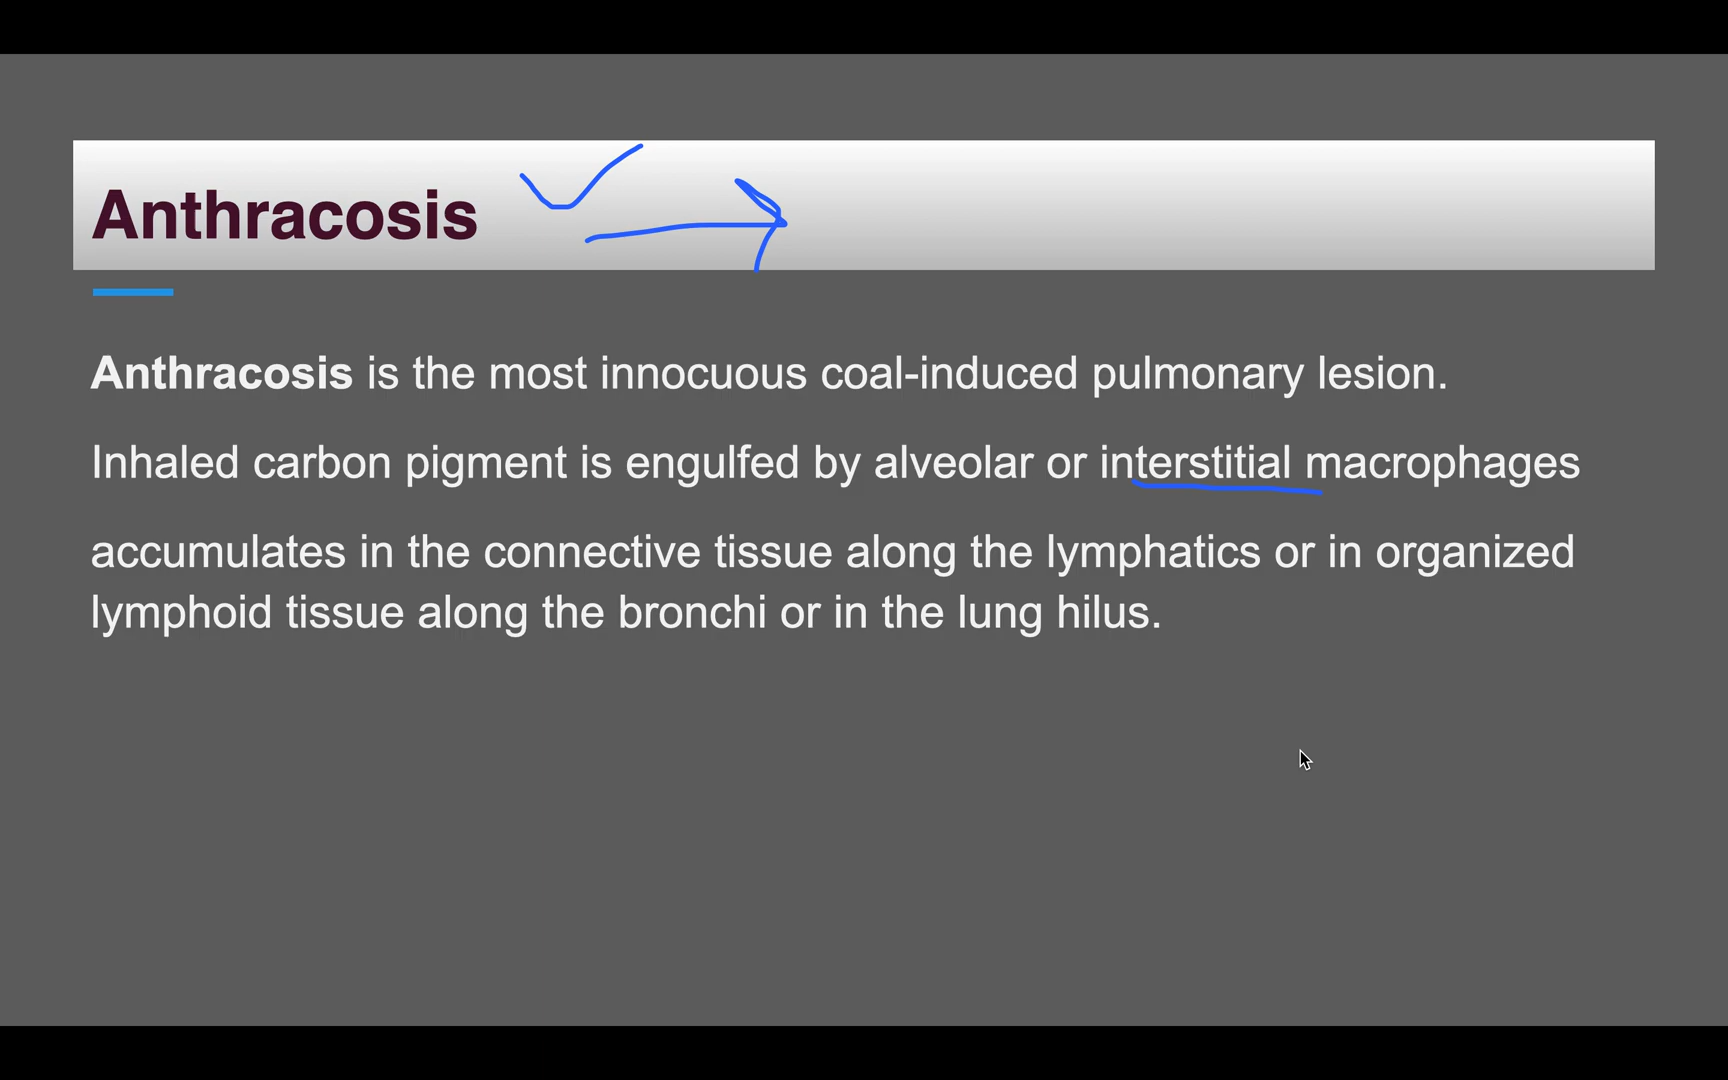 Anthracosis
Anthracosis is the most innocuous coal-induced pulmonary lesion.
Inhaled carbon pigment is engulfed by alveolar or interstitial macrophages
accumulates in the connective tissue along the lymphatics or in organized
lymphoid tissue along the bronchi or in the lung hilus.